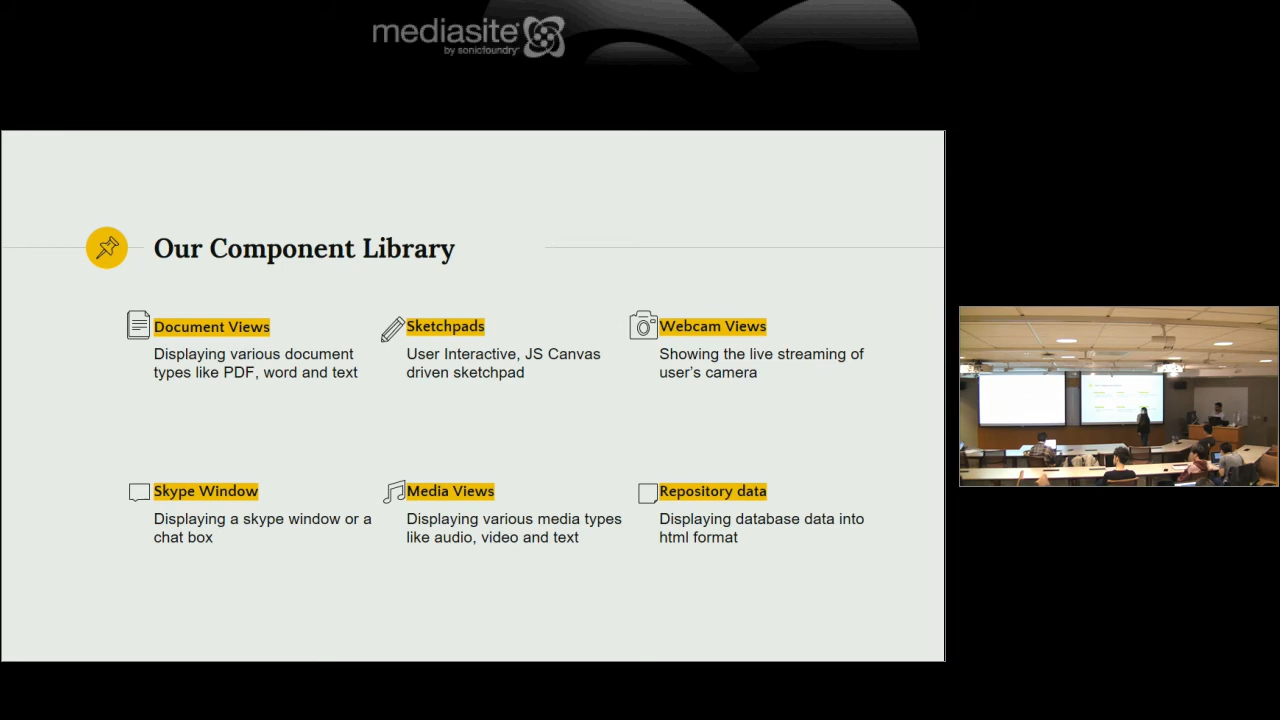 mediasite
by sonicfoundry
Our Component Library
Document Views
Displaying various document
types like PDF, word and text
Sketchpads
User Interactive, JS Canvas
driven sketchpad
Webcam Views
Showing the live streaming of
user's camera
Skype Window
Displaying a skype window or a
chat box
Media Views
Displaying various media types
like audio, video and text
Repository data
Displaying database data into
html format